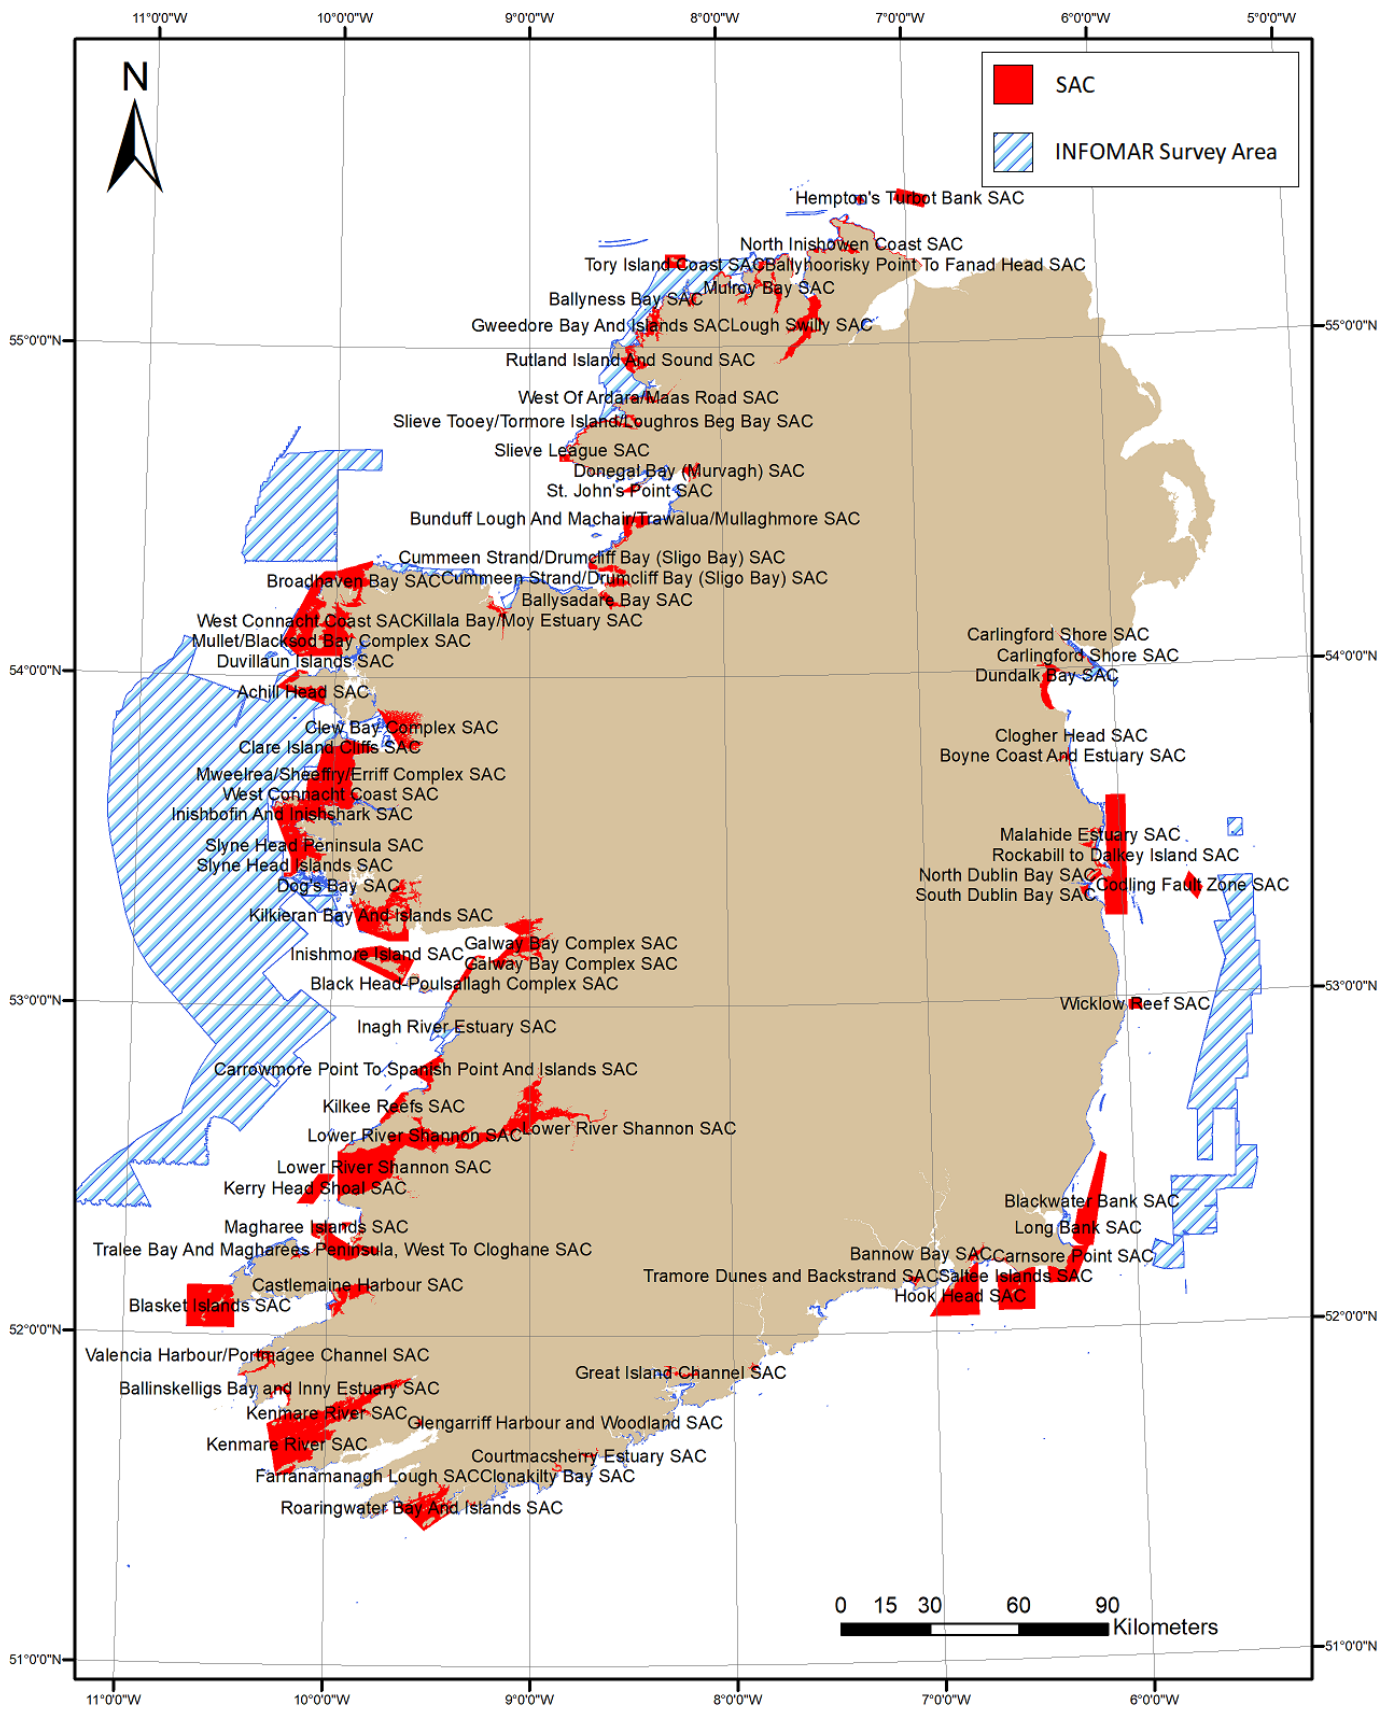 11°0'0"W 10°0'0"W 9°0'0"W 8°0'0"W 7°0'0"W 6°0'0"W 5°0'0"W
N
SAC
INFOMAR Survey Area
Hempton's Turbot Bank SAC
North Inishowen Coast SAC
Tory Island Coast SAC Ballyhoorisky Point To Fanad Head SAC
Mulroy Bay SAC
Ballyness Bay SAC
Gweedore Bay And Islands SAC Lough Swilly SAC
55°0'0"N 55°0'0"N
Rutland Island And Sound SAC
West Of Ardara/Maas Road SAC
Slieve Tooey/Tormore Island/Loughros Beg Bay SAC
Slieve League SAC
Donegal Bay (Murvagh) SAC
St. John's Point SAC
Bunduff Lough And Machair/Trawalua/Mullaghmore SAC
Cummeen Strand/Drumcliff Bay (Sligo Bay) SAC
Broadhaven Bay SAC Cummeen Strand/Drumcliff Bay (Sligo Bay) SAC
Ballysadare Bay SAC
West Connacht Coast SAC Killala Bay/Moy Estuary SAC
Carlingford Shore SAC
Mullet/Blacksod Bay Complex SAC
Carlingford Shore SAC
Duvillaun Islands SAC
54°0'0"N 54°0'0"N
Dundalk Bay SAC
Achill Head SAC
Clew Bay Complex SAC
Clogher Head SAC
Clare Island Cliffs SAC
Boyne Coast And Estuary SAC
Mweelrea/Sheeffry/Erriff Complex SAC
West Connacht Coast SAC
Inishbofin And Inishshark SAC
Malahide Estuary SAC
Slyne Head Peninsula SAC
Rockabill to Dalkey Island SAC
Slyne Head Islands SAC
North Dublin Bay SAC
Dog's Bay SAC
Codling Fault Zone SAC
South Dublin Bay SAC
Kilkieran Bay And Islands SAC
Galway Bay Complex SAC
Inishmore Island SAC
Galway Bay Complex SAC
Black Head-Poulsallagh Complex SAC
53°0'0"N 53°0'0"N
Wicklow Reef SAC
Inagh River Estuary SAC
Carrowmore Point To Spanish Point And Islands SAC
Kilkee Reefs SAC
Lower River Shannon SAC
Lower River Shannon SAC
Lower River Shannon SAC
Kerry Head Shoal SAC
Blackwater Bank SAC
Magharee Islands SAC
Long Bank SAC
Tralee Bay And Magharees Peninsula, West To Cloghane SAC
Bannow Bay SAC Carnsore Point SAC
Tramore Dunes and Backstrand SAC Saltee Islands SAC
Castlemaine Harbour SAC
Hook Head SAC
Blasket Islands SAC
52°0'0"N 52°0'0"N
Valencia Harbour/Portmagee Channel SAC
Great Island Channel SAC
Ballinskelligs Bay and Inny Estuary SAC
Kenmare River SAC
Glengarriff Harbour and Woodland SAC
Kenmare River SAC
Courtmacsherry Estuary SAC
Farranamanagh Lough SAC Clonakilty Bay SAC
Roaringwater Bay And Islands SAC
0 15 30 60 90
Kilometers
51°0'0"N 51°0'0"N
11°0'0"W 10°0'0"W 9°0'0"W 8°0'0"W 7°0'0"W 6°0'0"W